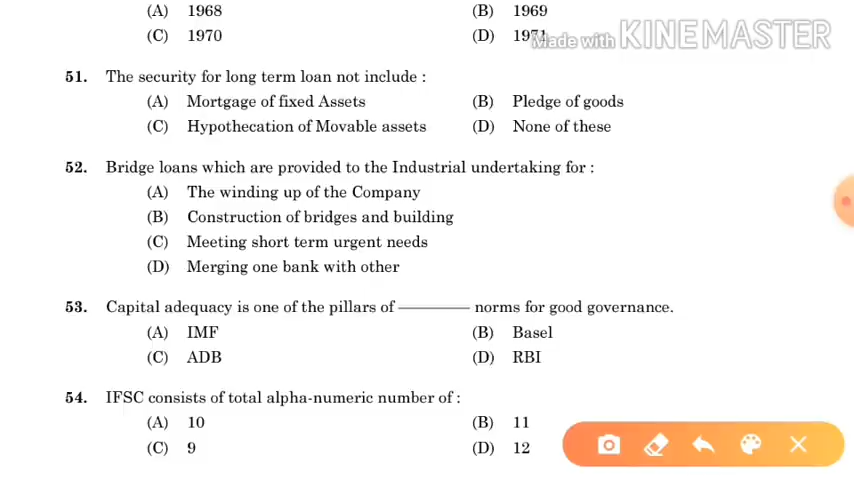 (A) 1968 (B) 1969
(C) 1970 (D) 1971
Made with KINEMASTER
51. The security for long term loan not include :
(A) Mortgage of fixed Assets (B) Pledge of goods
(C) Hypothecation of Movable assets (D) None of these
52. Bridge loans which are provided to the Industrial undertaking for :
(A) The winding up of the Company
(B) Construction of bridges and building
(C) Meeting short term urgent needs
(D) Merging one bank with other
53. Capital adequacy is one of the pillars of ———— norms for good governance.
(A) IMF (B) Basel
(C) ADB (D) RBI
54. IFSC consists of total alpha-numeric number of :
(A) 10 (B) 11
(C) 9 (D) 12